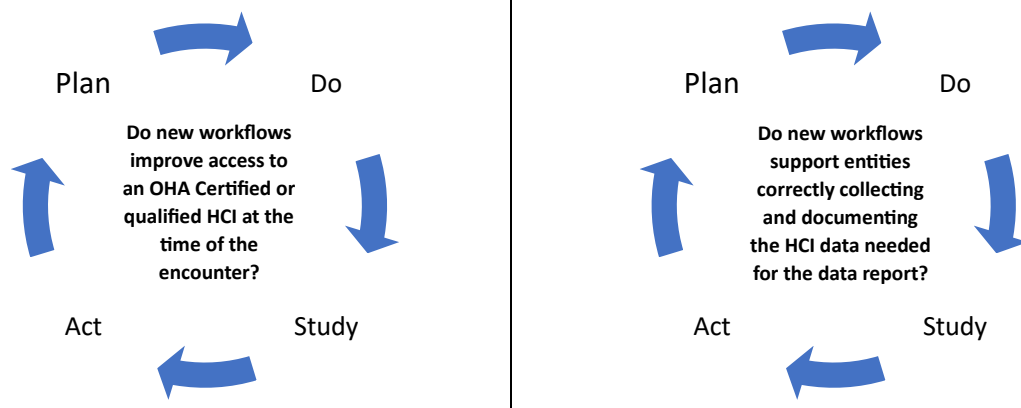 Plan
Do
Do new workflows
improve access to
an OHA Certified or
qualified HCI at the
time of the
encounter?
Act
Study
Plan
Do
Do new workflows
support entities
correctly collecting
and documenting
the HCI data needed
for the data report?
Act
Study